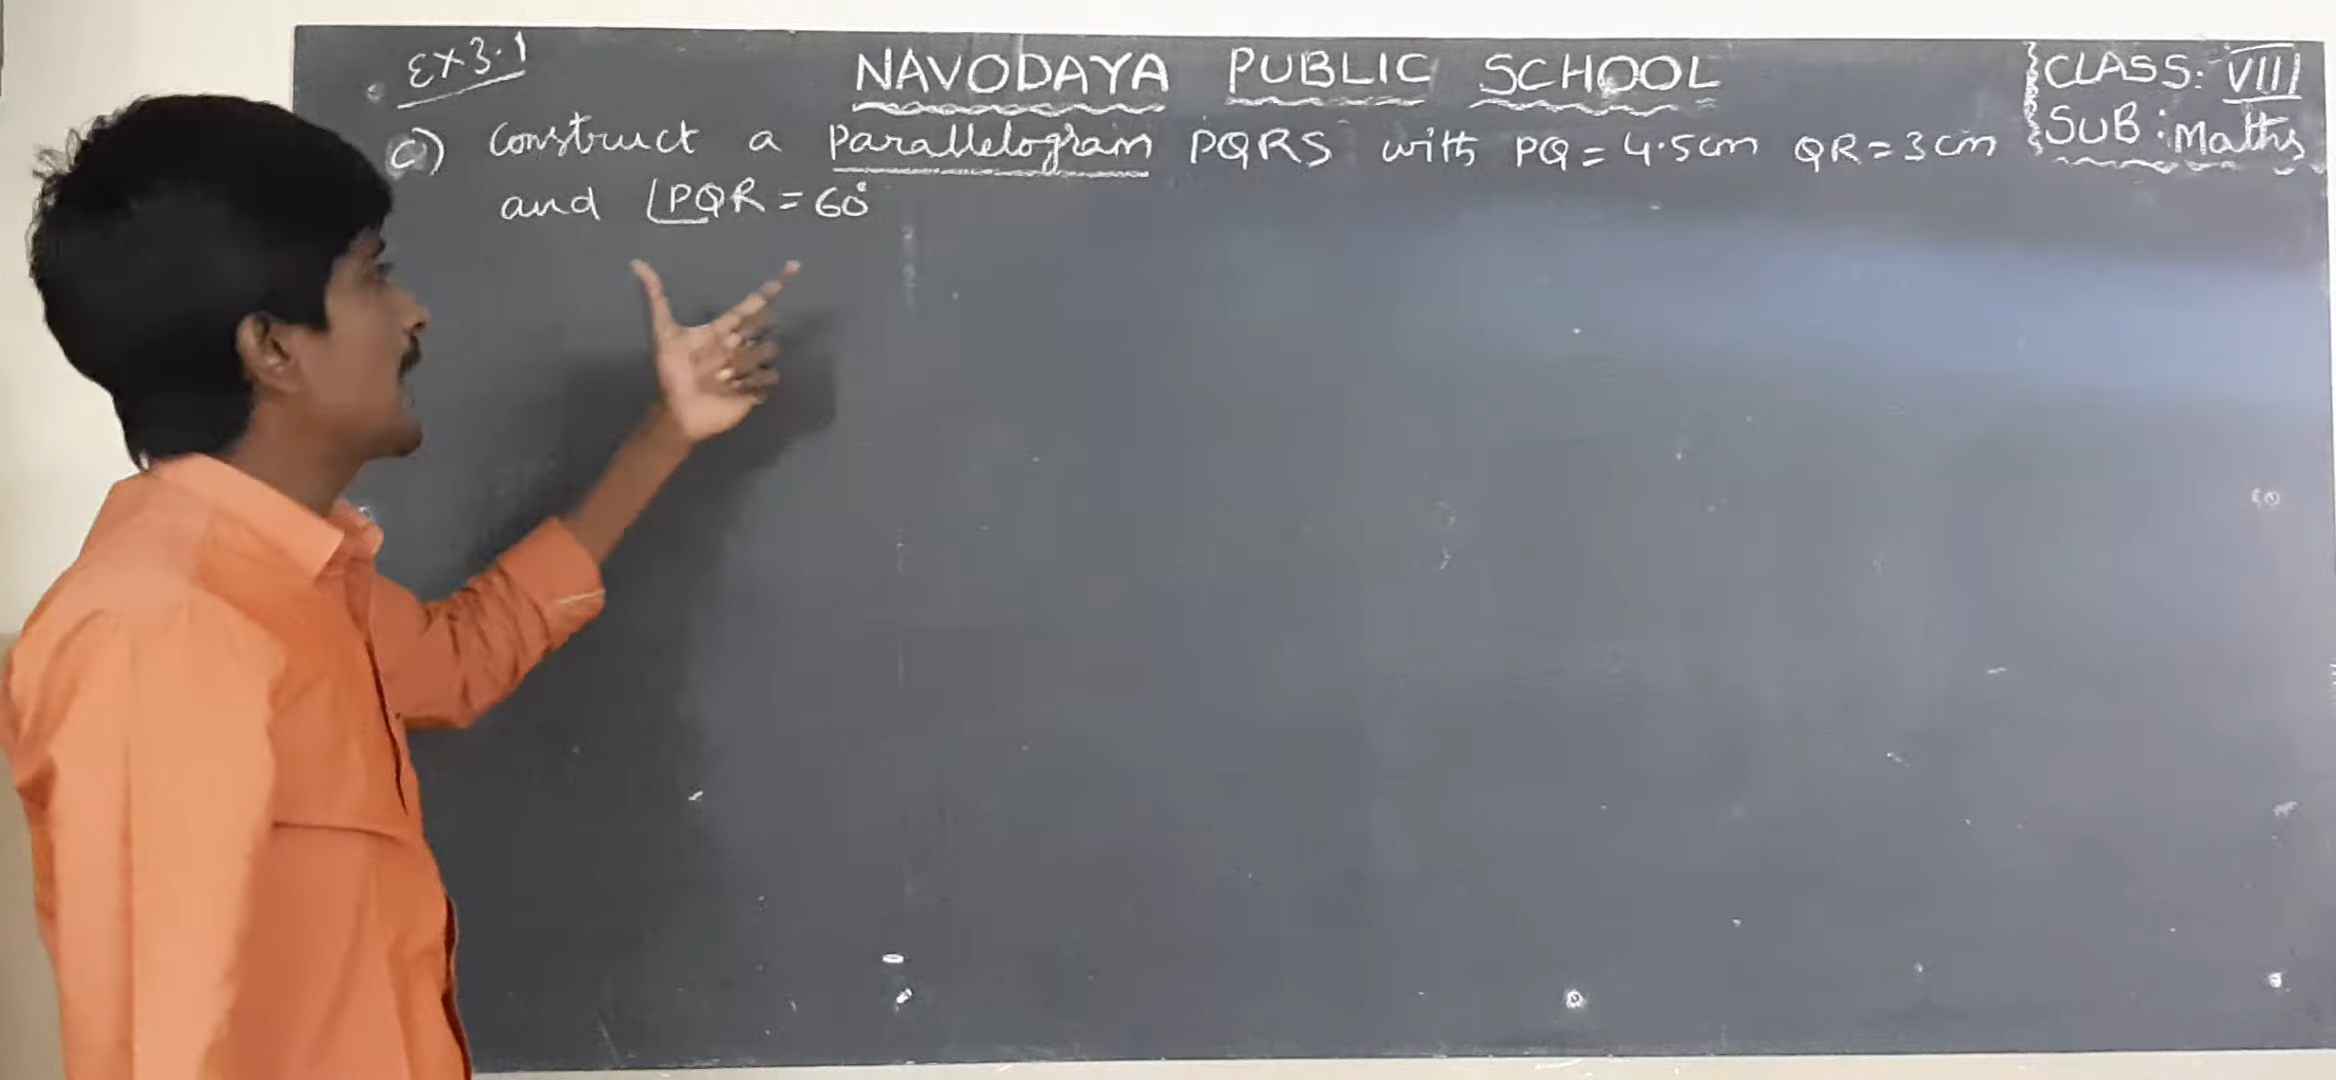 Ex 3.1
NAVODAYA PUBLIC SCHOOL
CLASS: VIII
SUB: Maths
c) Construct a parallelogram PQRS with PQ = 4.5cm QR = 3cm
and ∠PQR = 60°